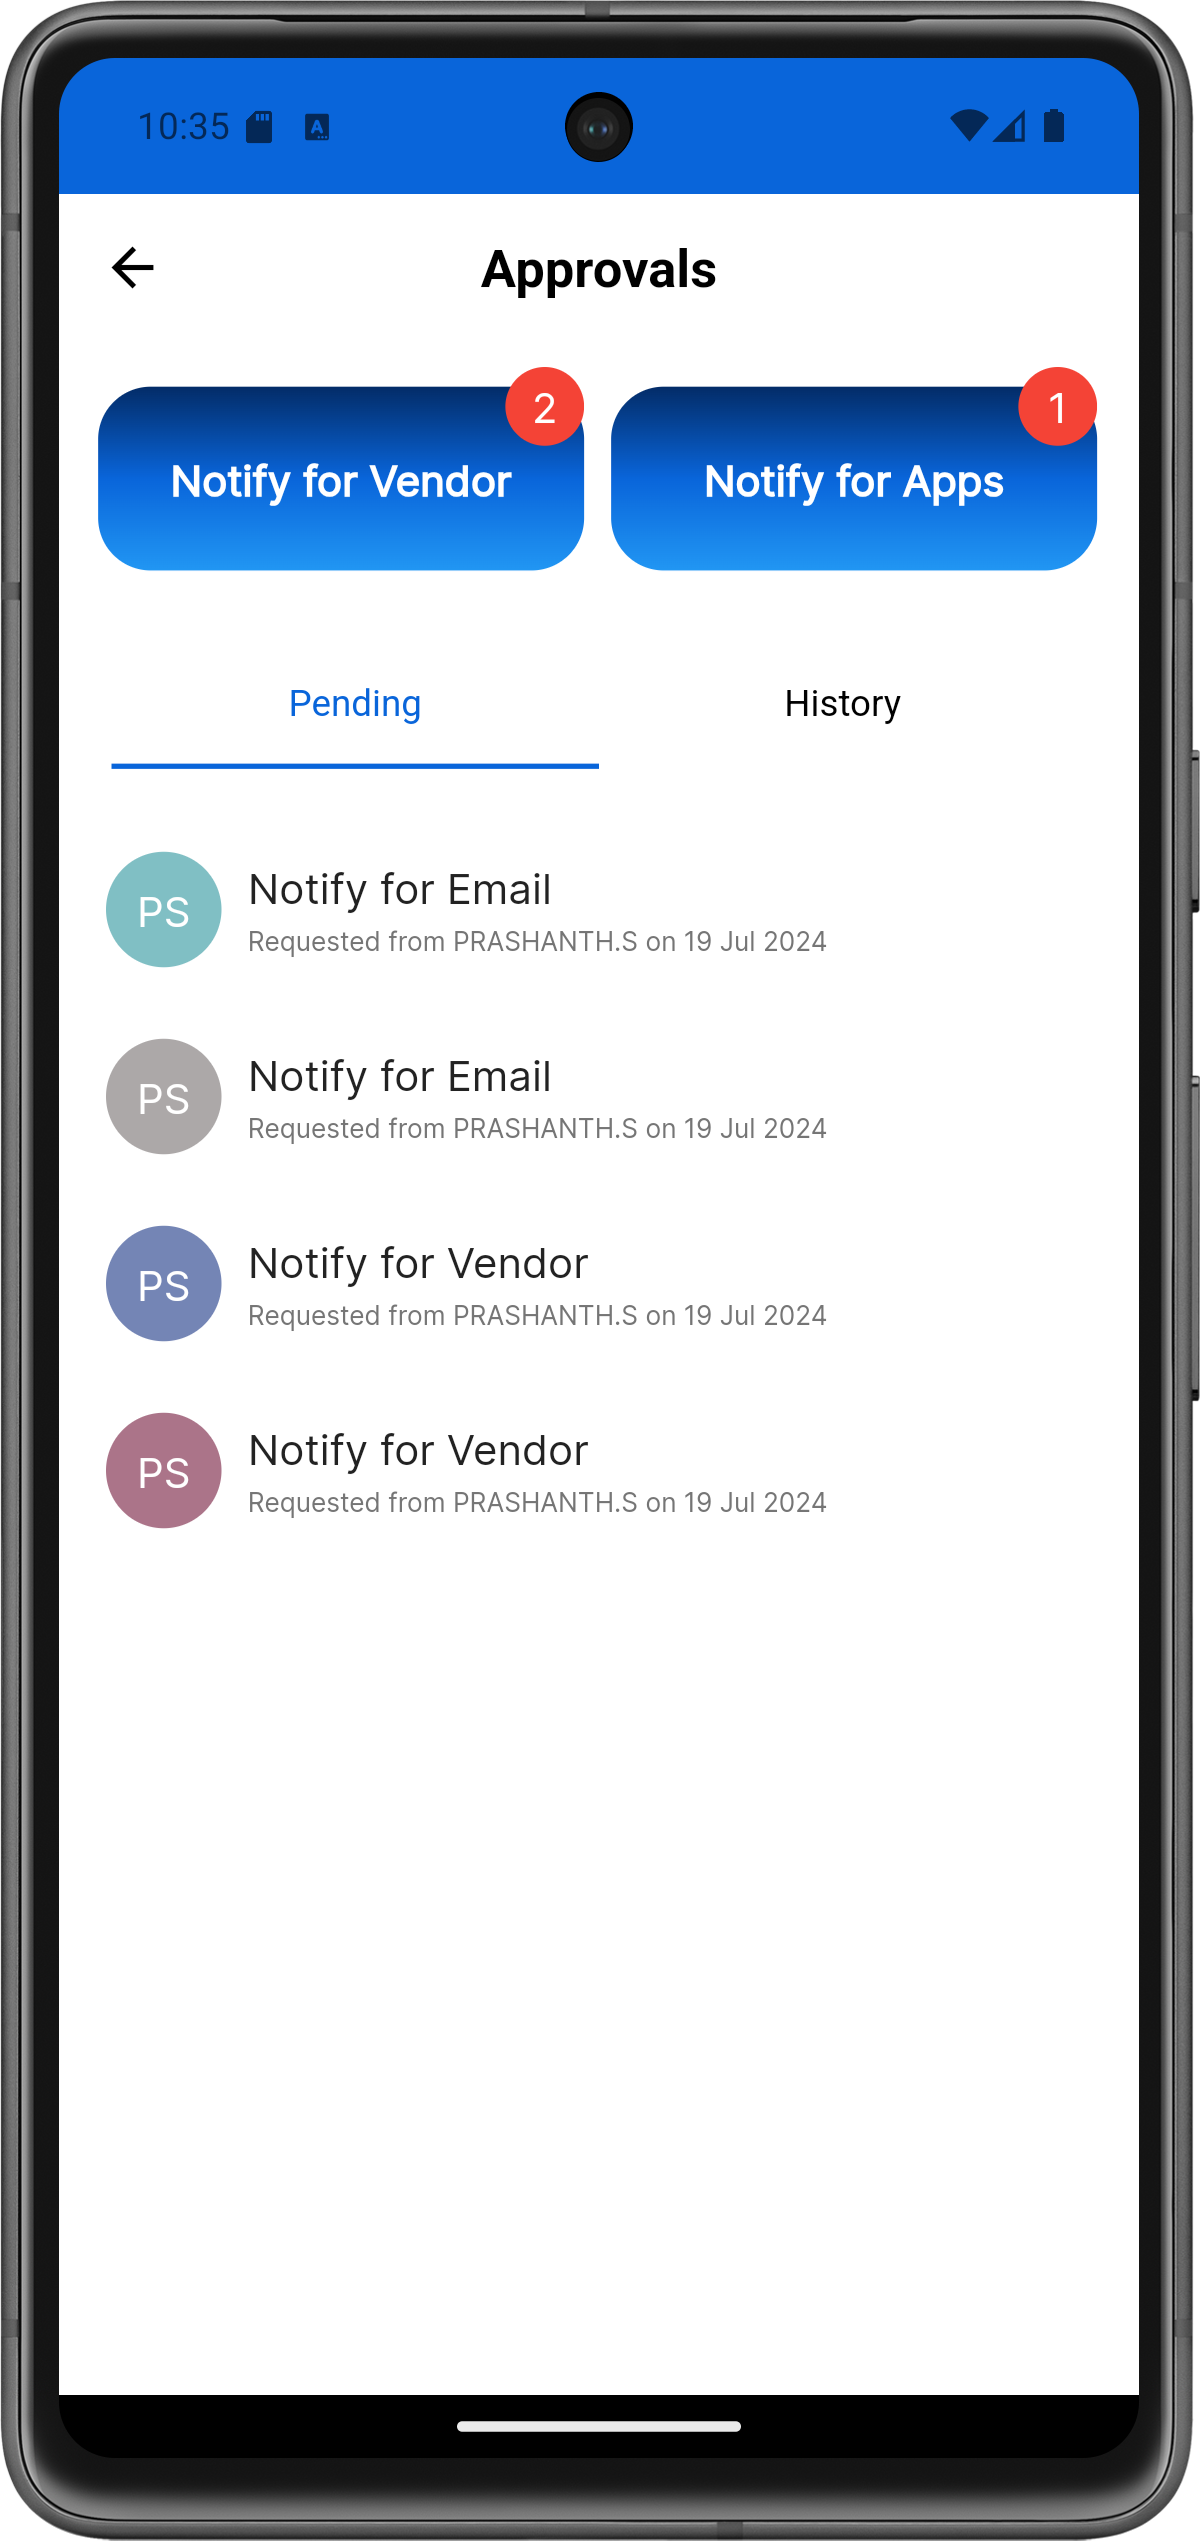 10:35
Approvals
2
1
Notify for Vendor
Notify for Apps
Pending
History
PS
Notify for Email
Requested from PRASHANTH.S on 19 Jul 2024
PS
Notify for Email
Requested from PRASHANTH.S on 19 Jul 2024
PS
Notify for Vendor
Requested from PRASHANTH.S on 19 Jul 2024
PS
Notify for Vendor
Requested from PRASHANTH.S on 19 Jul 2024